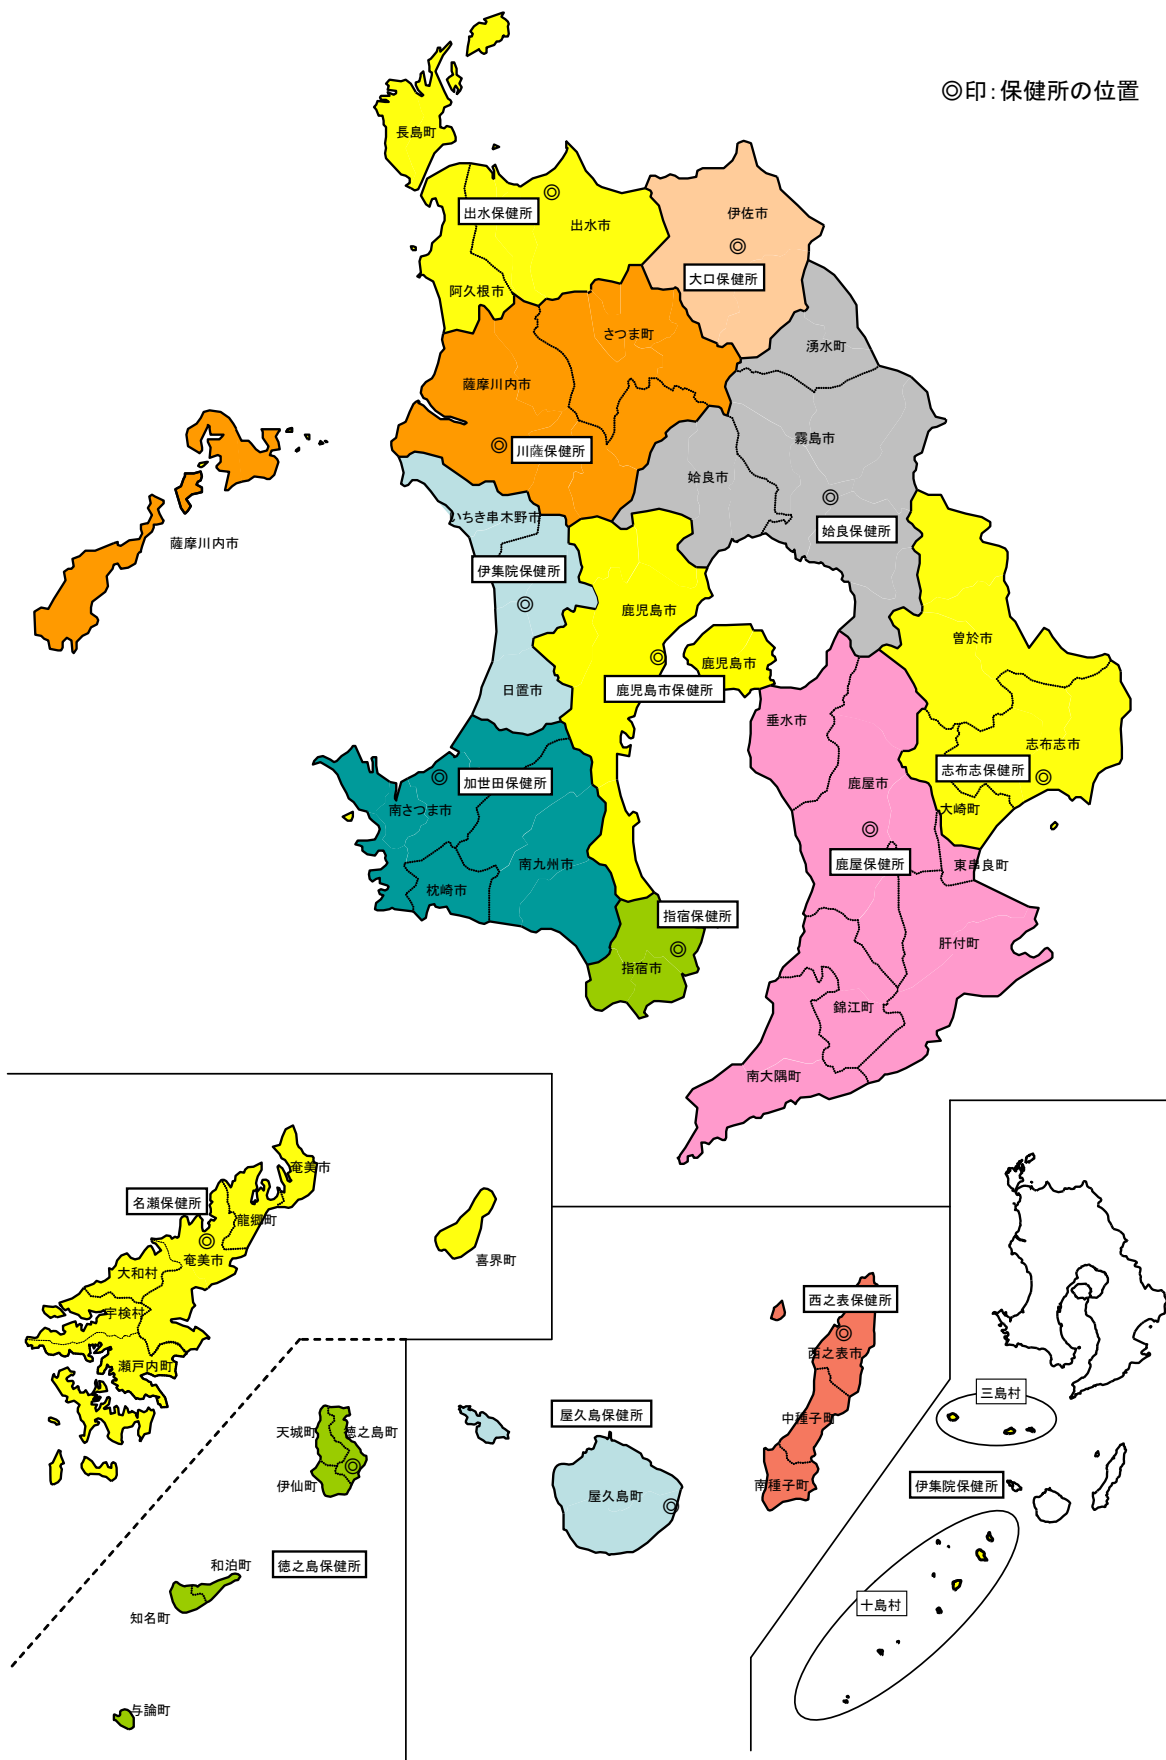 ◎印：保健所の位置
長島町
出水保健所
出水市
伊佐市
大口保健所
阿久根市
さつま町
湧水町
薩摩川内市
霧島市
川薩保健所
姶良市
いちき串木野市
姶良保健所
薩摩川内市
伊集院保健所
鹿児島市
曽於市
鹿児島市
日置市
鹿児島市保健所
垂水市
志布志市
加世田保健所
鹿屋市
志布志保健所
南さつま市
大崎町
南九州市
鹿屋保健所
東串良町
枕崎市
指宿保健所
肝付町
指宿市
錦江町
南大隅町
奄美市
名瀬保健所
龍郷町
喜界町
奄美市
大和村
宇検村
西之表保健所
瀬戸内町
西之表市
三島村
天城町
徳之島町
屋久島保健所
中種子町
伊仙町
屋久島町
南種子町
伊集院保健所
和泊町
徳之島保健所
知名町
十島村
与論町